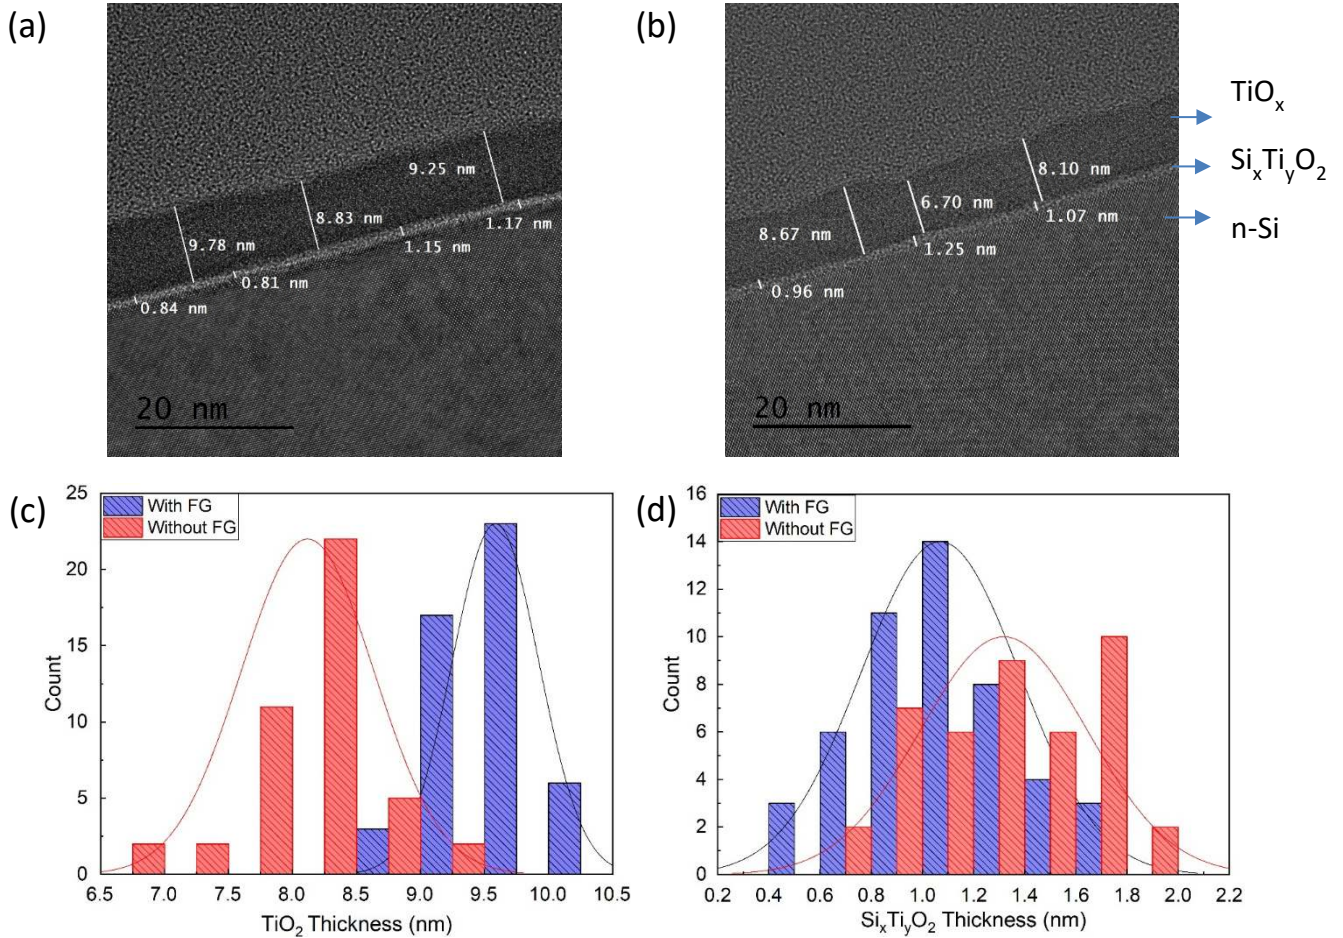 (a)
9.25 nm
8.83 nm
1.17 nm
9.78 nm
1.15 nm
0.81 nm
0.84 nm
20 nm
(b)
8.10 nm
6.70 nm
1.07 nm
8.67 nm
1.25 nm
0.96 nm
20 nm
TiOₓ
SiₓTiᵧO₂
n-Si
(c)
With FG
Without FG
25
20
15
10
5
0
Count
6.5 7.0 7.5 8.0 8.5 9.0 9.5 10.0 10.5
TiO₂ Thickness (nm)
(d)
With FG
Without FG
16
14
12
10
8
6
4
2
0
Count
0.2 0.4 0.6 0.8 1.0 1.2 1.4 1.6 1.8 2.0 2.2
SiₓTiᵧO₂ Thickness (nm)